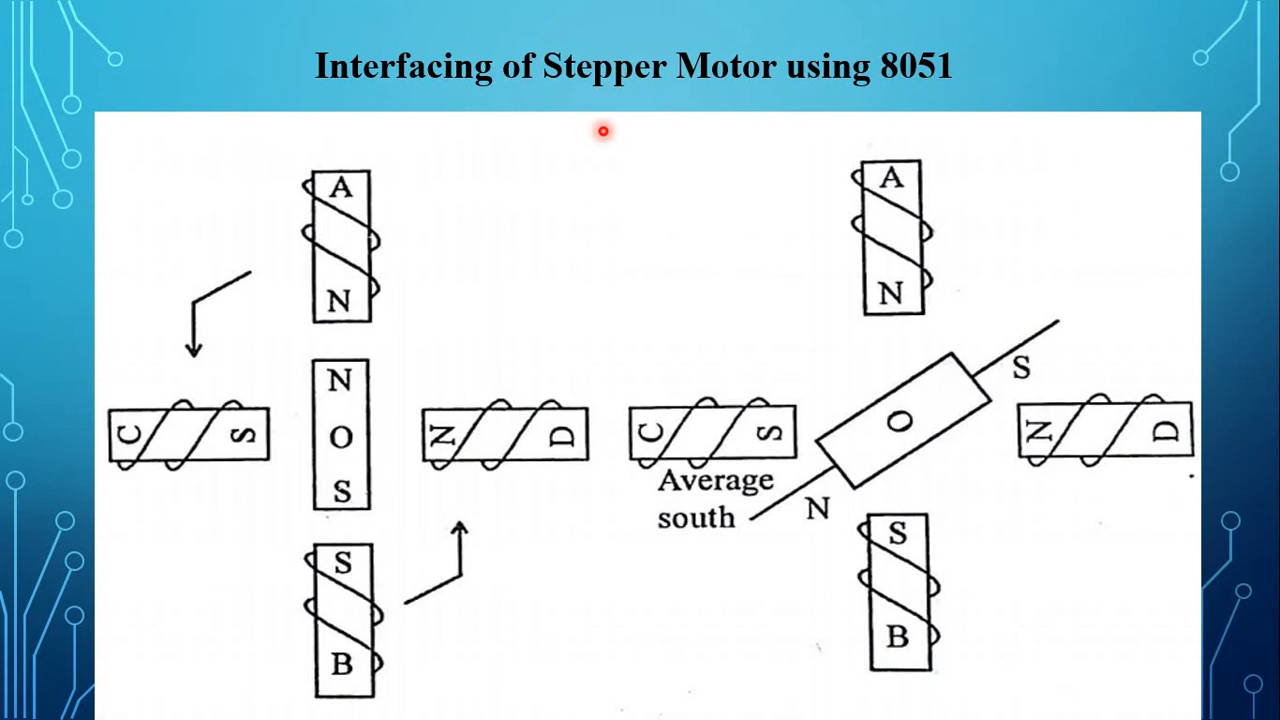 Interfacing of Stepper Motor using 8051
A
N
C S
N
O
S
N D
S
B
A
N
C S
O
S
N D
Average
south
N
S
B